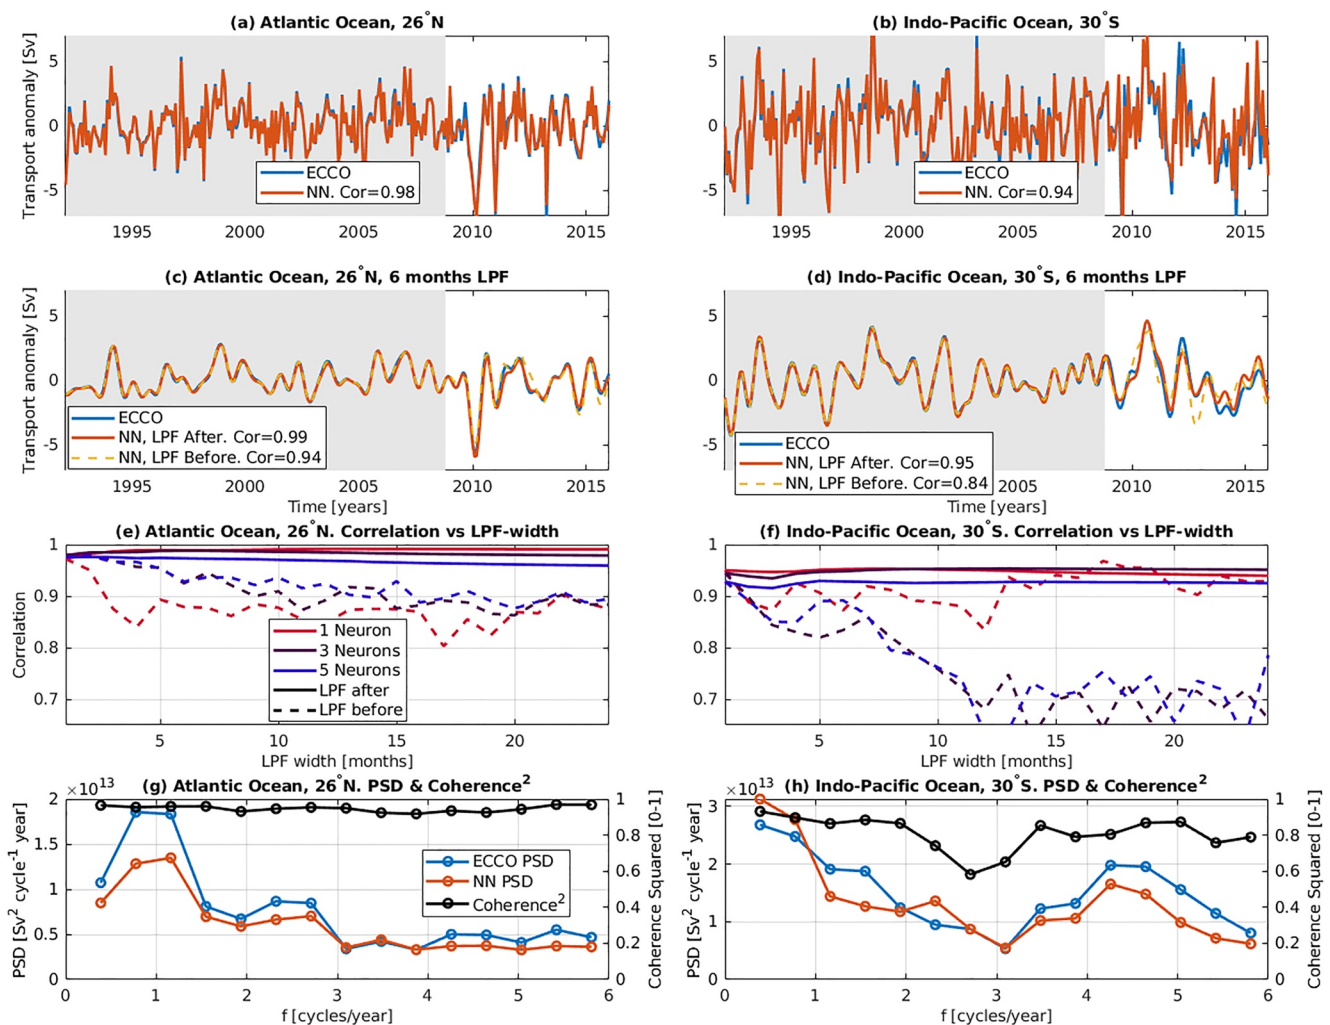 (a) Atlantic Ocean, 26°N
Transport anomaly [Sv]
5
0
-5
ECCO
NN. Cor=0.98
1995 2000 2005 2010 2015
(b) Indo-Pacific Ocean, 30°S
5
0
-5
ECCO
NN. Cor=0.94
1995 2000 2005 2010 2015
(c) Atlantic Ocean, 26°N, 6 months LPF
Transport anomaly [Sv]
5
0
-5
ECCO
NN, LPF After. Cor=0.99
NN, LPF Before. Cor=0.94
1995 2000 2005 2010 2015
Time [years]
(d) Indo-Pacific Ocean, 30°S, 6 months LPF
5
0
-5
ECCO
NN, LPF After. Cor=0.95
NN, LPF Before. Cor=0.84
2005 2010 2015
Time [years]
(e) Atlantic Ocean, 26°N. Correlation vs LPF-width
Correlation
1
0.9
0.8
0.7
1 Neuron
3 Neurons
5 Neurons
LPF after
LPF before
5 10 15 20
LPF width [months]
(f) Indo-Pacific Ocean, 30°S. Correlation vs LPF-width
1
0.9
0.8
0.7
5 10 15 20
LPF width [months]
(g) Atlantic Ocean, 26°N. PSD & Coherence²
×10¹³
PSD [Sv² cycle⁻¹ year]
2
1.5
1
0.5
0
ECCO PSD
NN PSD
Coherence²
1
0.8
0.6
0.4
0.2
0
Coherence Squared [0-1]
0 1 2 3 4 5 6
f [cycles/year]
(h) Indo-Pacific Ocean, 30°S. PSD & Coherence²
×10¹³
PSD [Sv² cycle⁻¹ year]
3
2
1
0
1
0.8
0.6
0.4
0.2
0
Coherence Squared [0-1]
0 1 2 3 4 5 6
f [cycles/year]